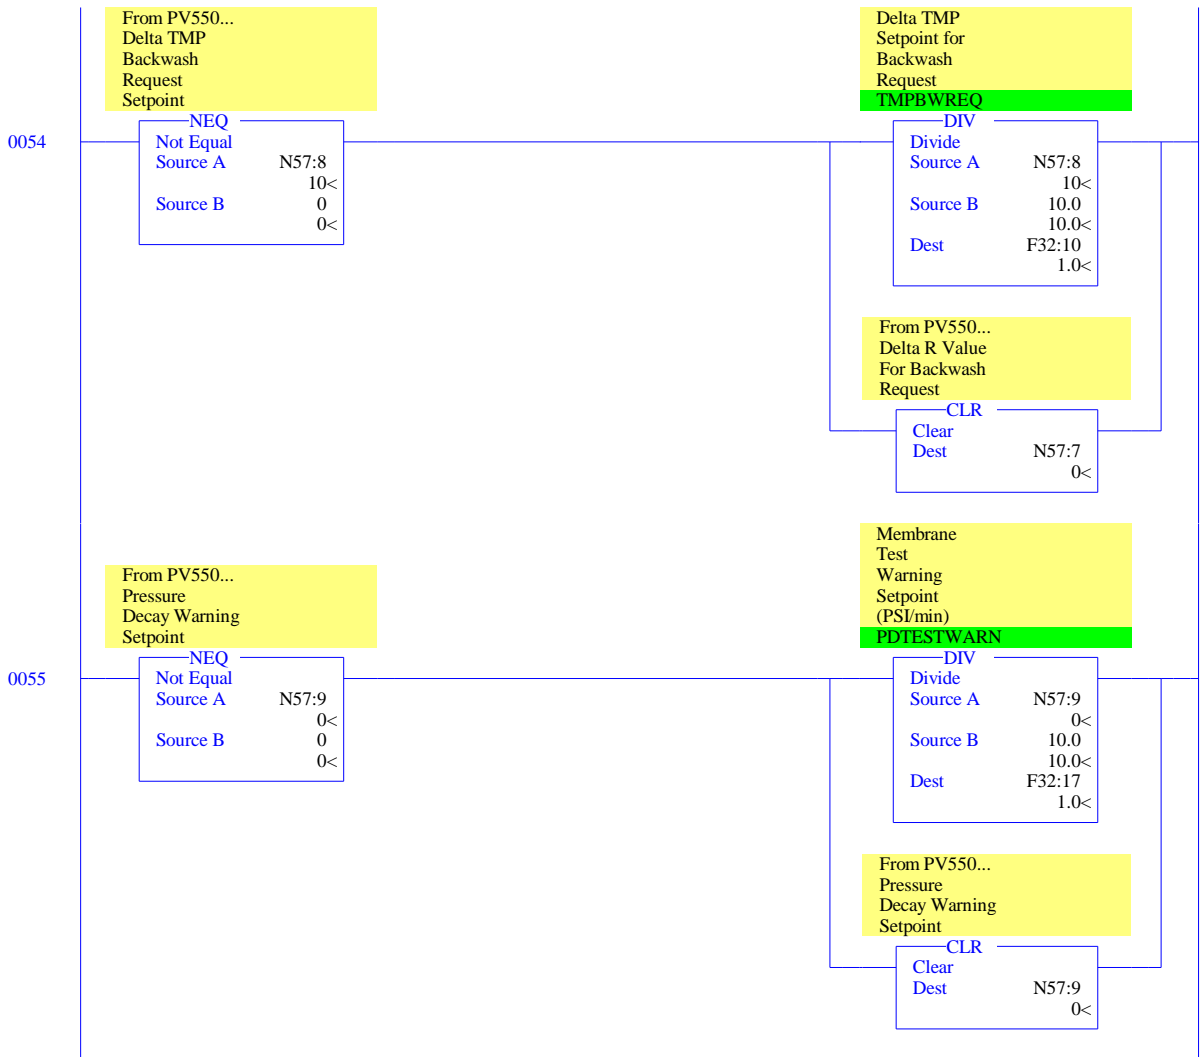 From PV550...
Delta TMP
Backwash
Request
Setpoint
Delta TMP
Setpoint for
Backwash
Request
TMPBWREQ
0054
NEQ
Not Equal
Source A N57:8
10<
Source B 0
0<
DIV
Divide
Source A N57:8
10<
Source B 10.0
10.0<
Dest F32:10
1.0<
From PV550...
Delta R Value
For Backwash
Request
CLR
Clear
Dest N57:7
0<
From PV550...
Pressure
Decay Warning
Setpoint
Membrane
Test
Warning
Setpoint
(PSI/min)
PDTESTWARN
0055
NEQ
Not Equal
Source A N57:9
0<
Source B 0
0<
DIV
Divide
Source A N57:9
0<
Source B 10.0
10.0<
Dest F32:17
1.0<
From PV550...
Pressure
Decay Warning
Setpoint
CLR
Clear
Dest N57:9
0<